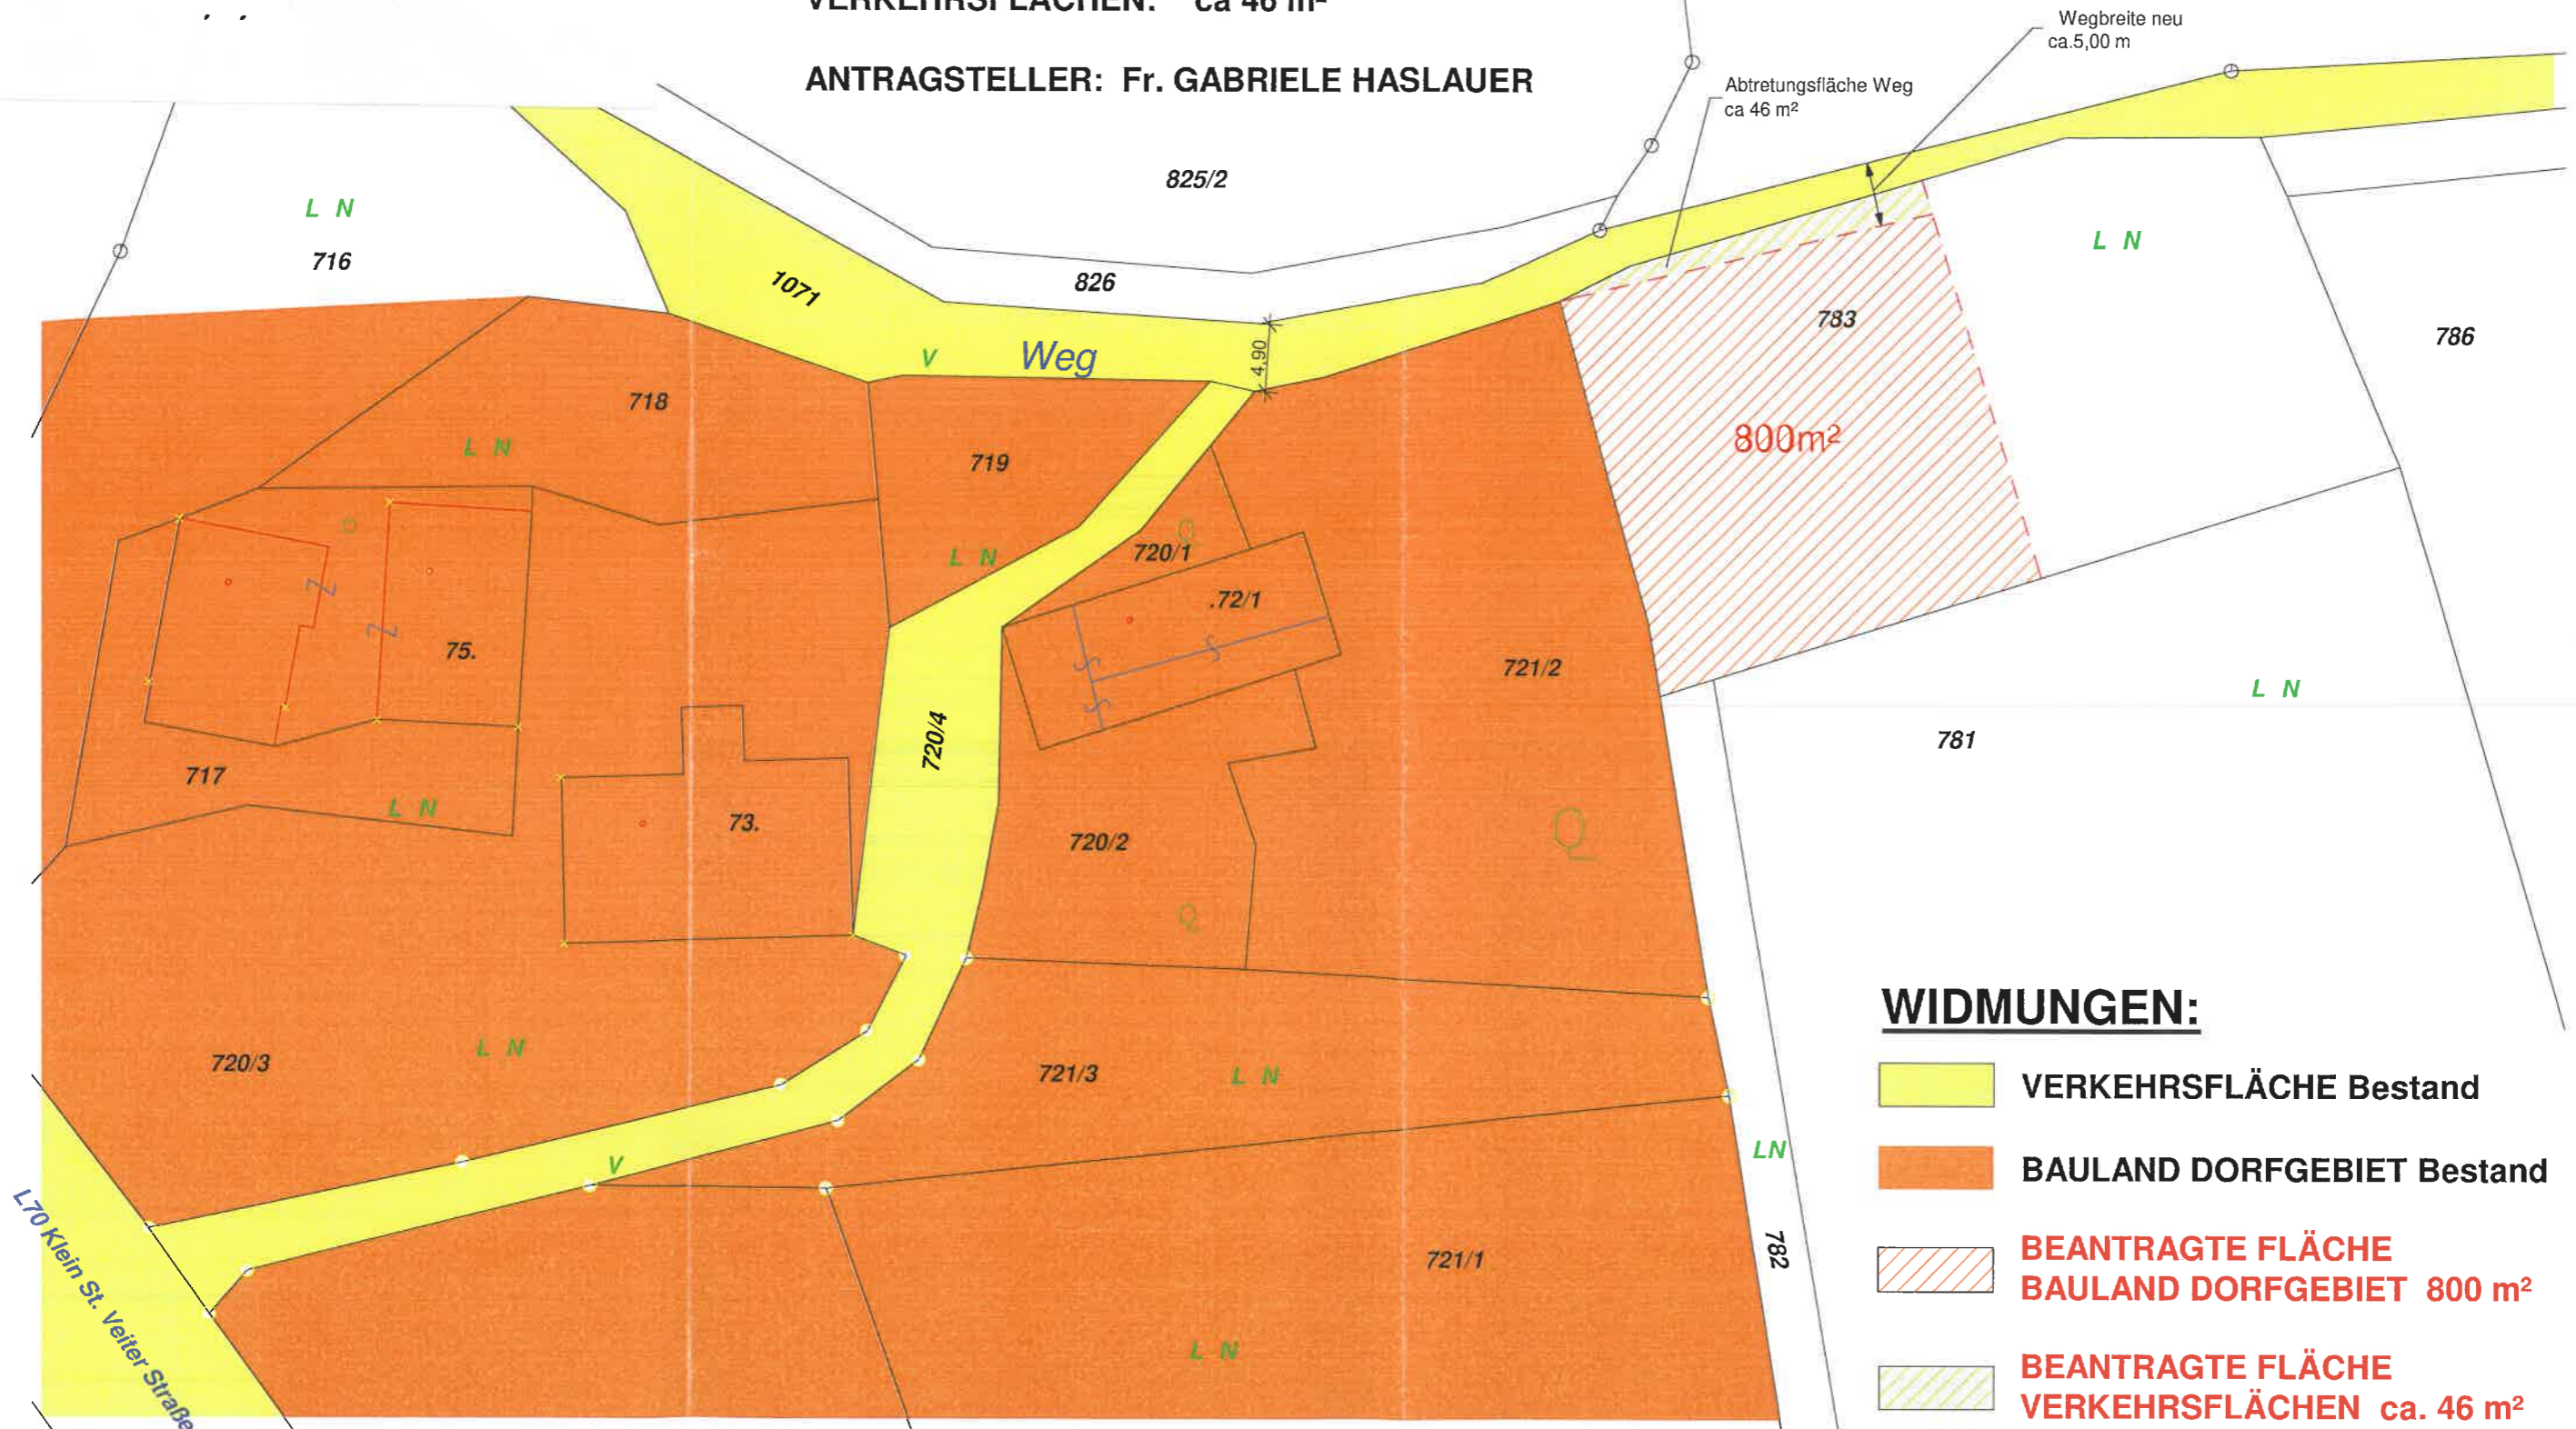 VERKEHRSFLÄCHEN: ca 46 m²
ANTRAGSTELLER: Fr. GABRIELE HASLAUER
Wegbreite neu
ca.5,00 m
Abtretungsfläche Weg
ca 46 m²
825/2
L N
716
1071
826
L N
783
786
V
Weg
4,90
718
L N
719
800m²
L N
720/1
.72/1
75.
721/2
L N
781
720/4
717
L N
73.
720/2
Q
Q
Q
WIDMUNGEN:
VERKEHRSFLÄCHE Bestand
BAULAND DORFGEBIET Bestand
BEANTRAGTE FLÄCHE
BAULAND DORFGEBIET 800 m²
BEANTRAGTE FLÄCHE
VERKEHRSFLÄCHEN ca. 46 m²
720/3
L N
721/3
L N
LN
V
782
721/1
L N
L70 Klein St. Veiter Straße